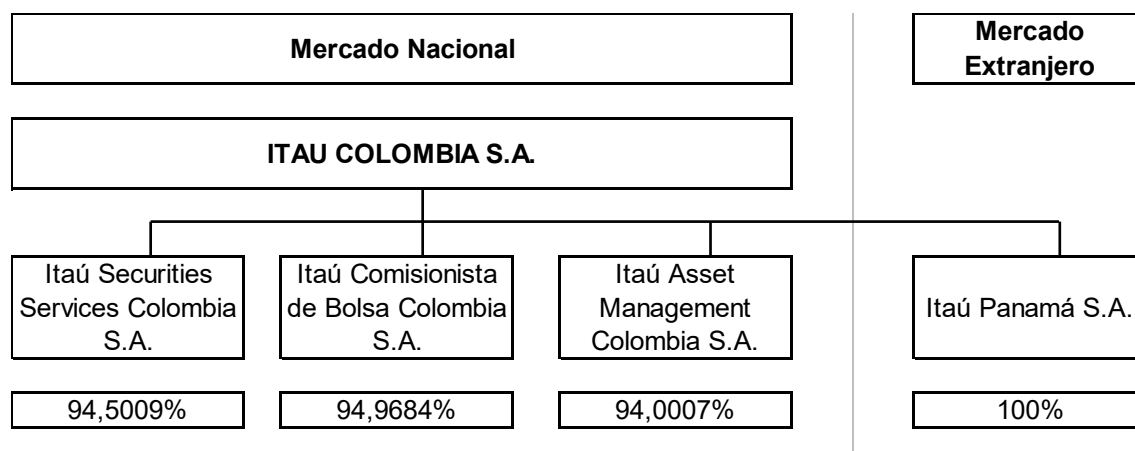 Mercado Nacional
Mercado
Extranjero
ITAU COLOMBIA S.A.
Itaú Securities
Services Colombia
S.A.
Itaú Comisionista
de Bolsa Colombia
S.A.
Itaú Asset
Management
Colombia S.A.
Itaú Panamá S.A.
94,5009%
94,9684%
94,0007%
100%